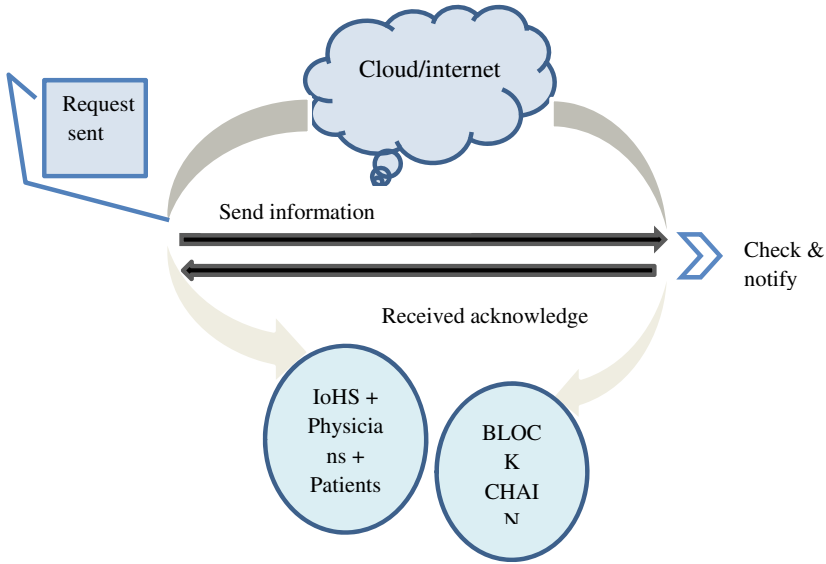 Cloud/internet
Request
sent
Send information
Check &
notify
Received acknowledge
IoHS +
Physicia
ns +
Patients
BLOC
K
CHAI
N